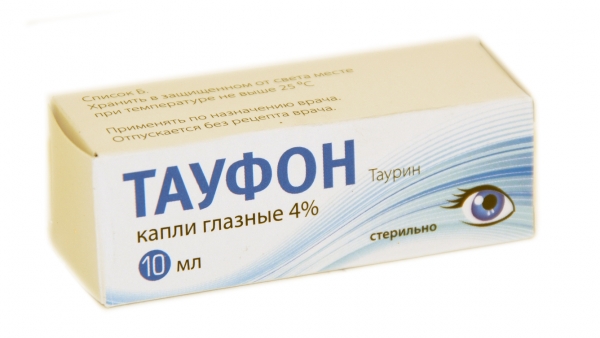 Список Б.
Хранить в защищенном от света месте
при температуре не выше 25 °С
Применять по назначению врача.
Отпускается без рецепта врача.
ТАУФОН Таурин
капли глазные 4%
10 мл
стерильно